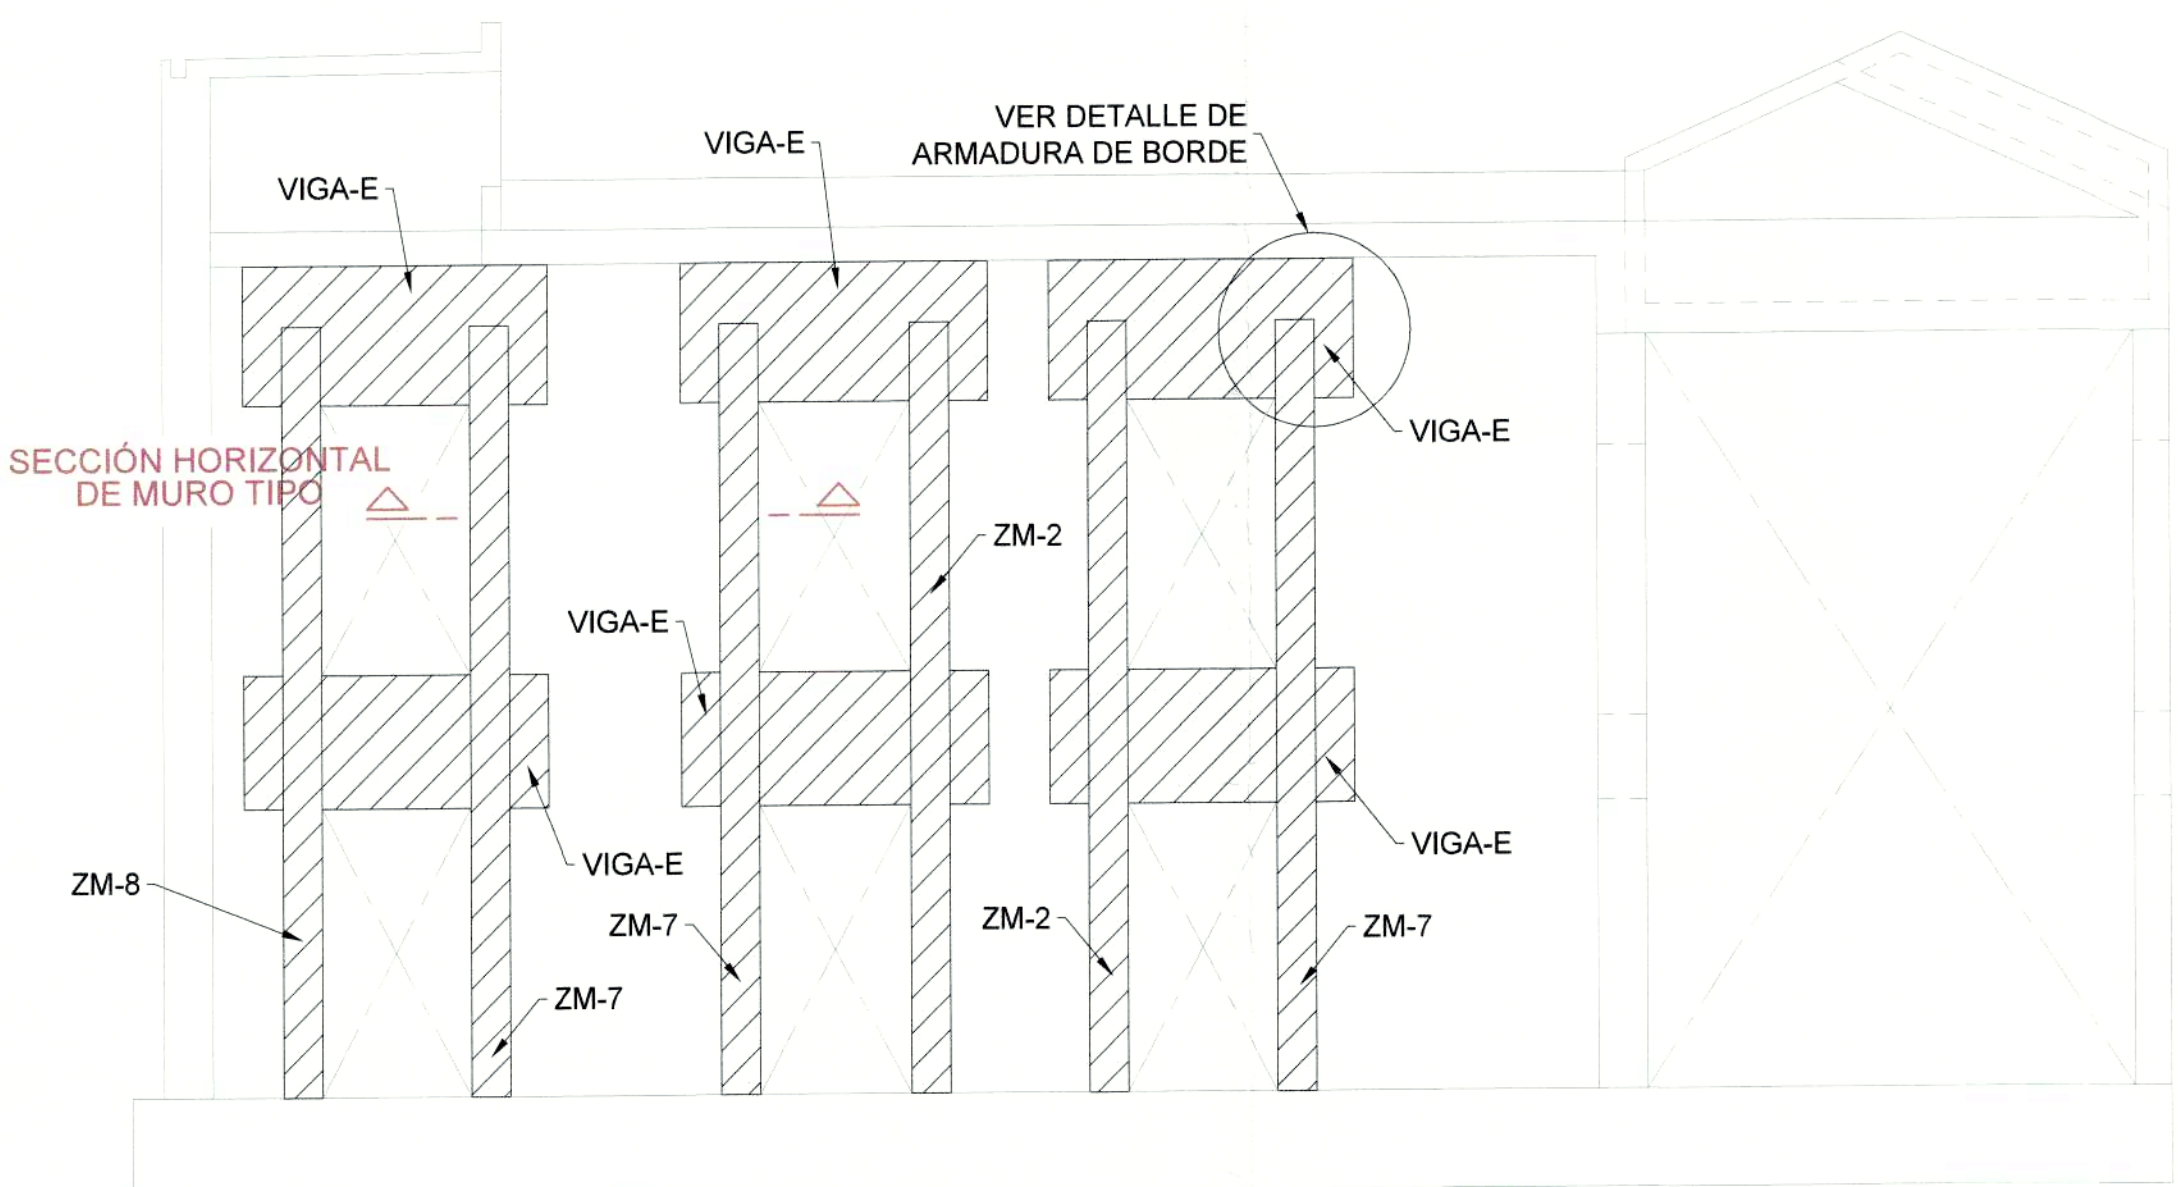 VER DETALLE DE
ARMADURA DE BORDE
VIGA-E
VIGA-E
VIGA-E
SECCIÓN HORIZONTAL
DE MURO TIPO
ZM-2
VIGA-E
VIGA-E
VIGA-E
ZM-8
ZM-7
ZM-2
ZM-7
ZM-7